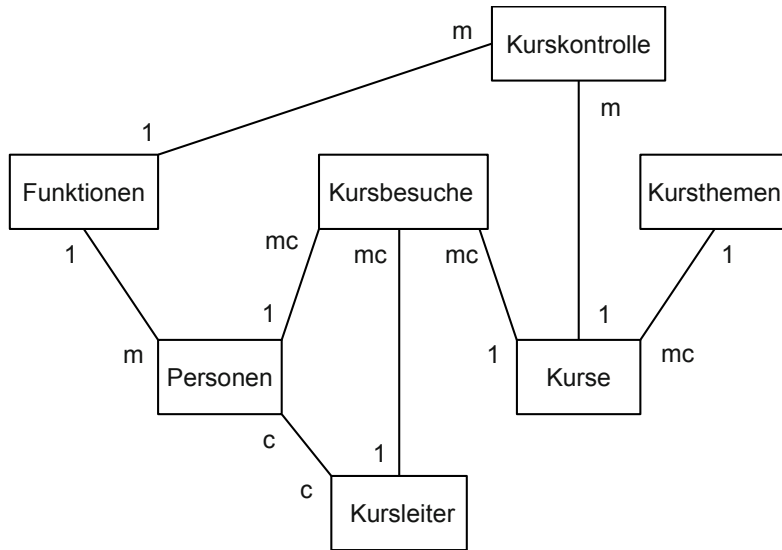 m
Kurskontrolle
1
m
Funktionen
Kursbesuche
Kursthemen
1
mc
mc
mc
1
m
1
1
1
mc
Personen
Kurse
c
1
c
Kursleiter